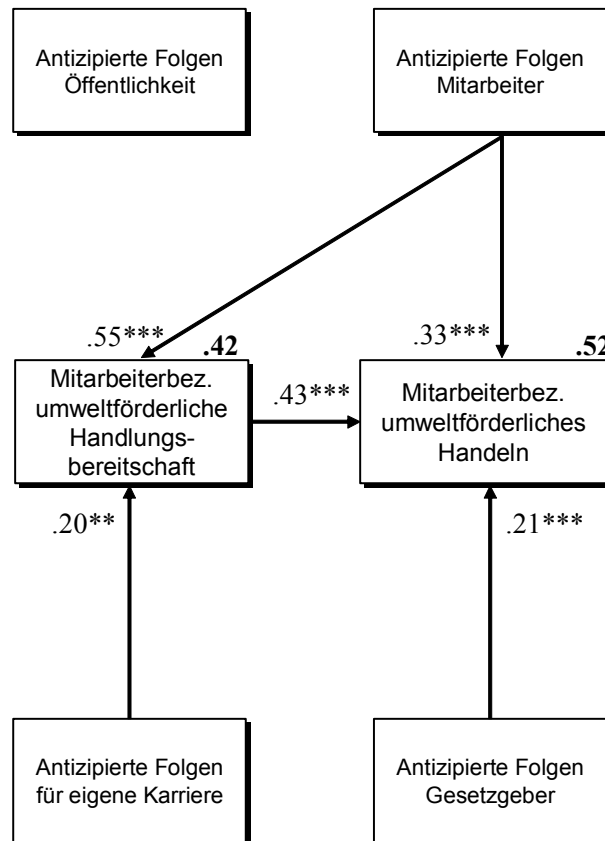 Antizipierte Folgen
Öffentlichkeit
Antizipierte Folgen
Mitarbeiter
.55***
.42
.33***
.52
Mitarbeiterbez.
umweltförderliche
Handlungs-
bereitschaft
.43***
Mitarbeiterbez.
umweltförderliches
Handeln
.20**
.21***
Antizipierte Folgen
für eigene Karriere
Antizipierte Folgen
Gesetzgeber